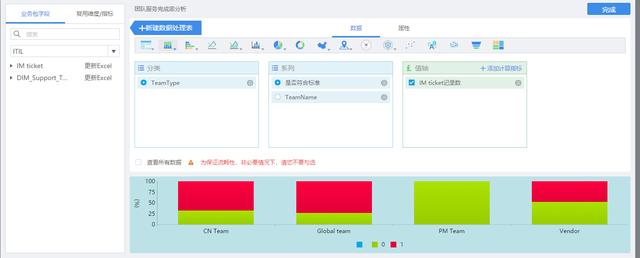 团队服务完成率分析
完成
业务包字段
常用维度/指标
搜索
ITIL
IM ticket 更新Excel
DIM_Support_T... 更新Excel
+新建数据处理表
数据
属性
分类
TeamType
系列
是否符合标准
TeamName
值轴
+ 添加计算指标
IM ticket记录数
查看所有数据
为保证流畅性、非必要情况下、请您不要勾选
(%)
100
75
50
25
0
CN Team
Global team
PM Team
Vendor
0
1